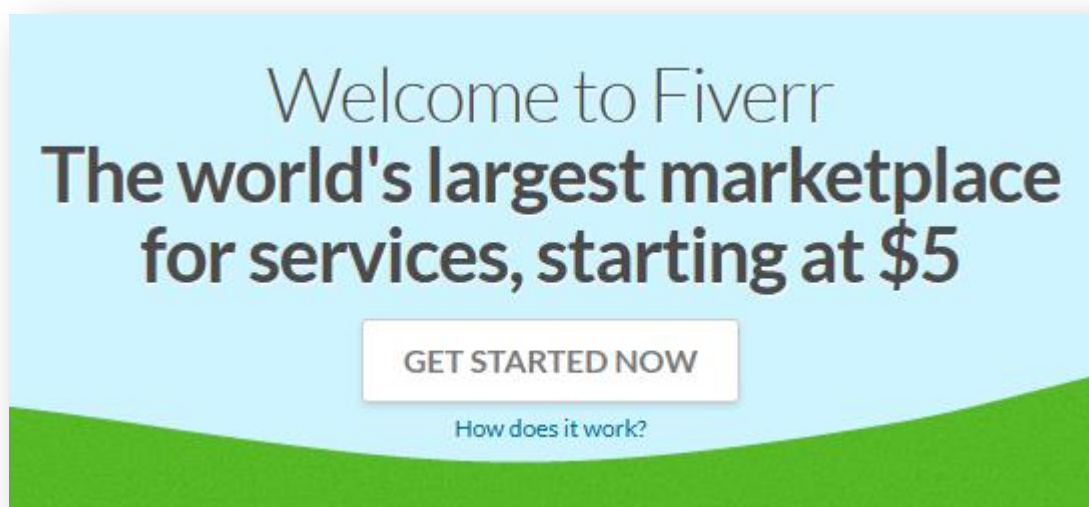 Welcome to Fiverr
The world's largest marketplace
for services, starting at $5
GET STARTED NOW
How does it work?